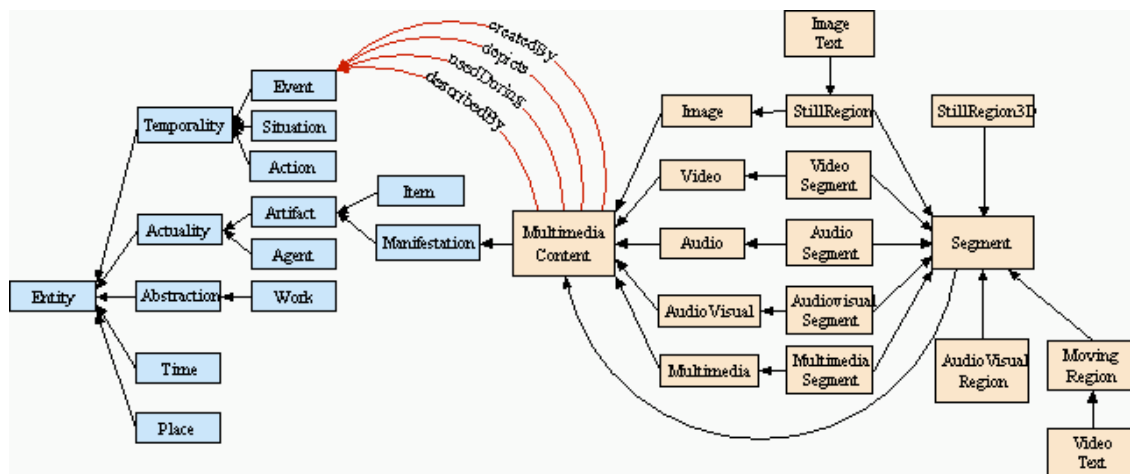 Image
Text
createdBy
depicts
usedDuring
describedBy
Event
Temporality
Situation
Action
Image
StillRegion
StillRegion3D
Video
Video
Segment
Item
Artifact
Actuality
Manifestation
Agent
Multimedia
Content
Audio
Audio
Segment
Segment
Entity
Abstraction
Work
AudioVisual
Audiovisual
Segment
Time
Multimedia
Multimedia
Segment
AudioVisual
Region
Moving
Region
Place
Video
Text